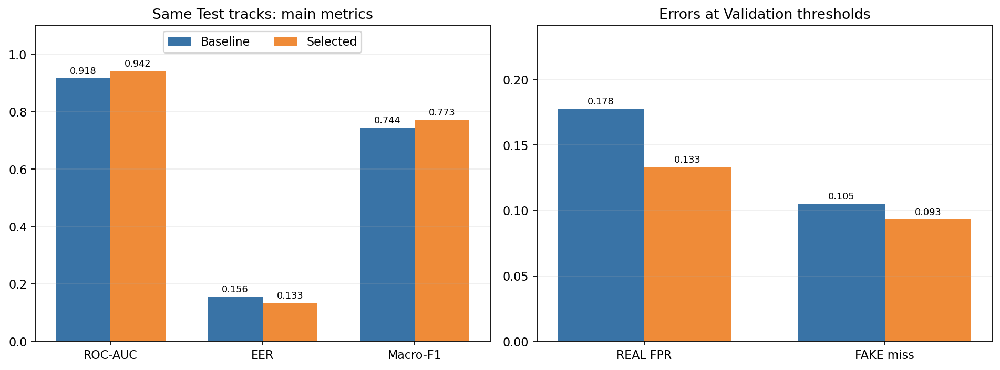 Same Test tracks: main metrics
Baseline
Selected
1.0
0.8
0.6
0.4
0.2
0.0
0.918
0.942
0.156
0.133
0.744
0.773
ROC-AUC
EER
Macro-F1
Errors at Validation thresholds
0.20
0.15
0.10
0.05
0.00
0.178
0.133
0.105
0.093
REAL FPR
FAKE miss